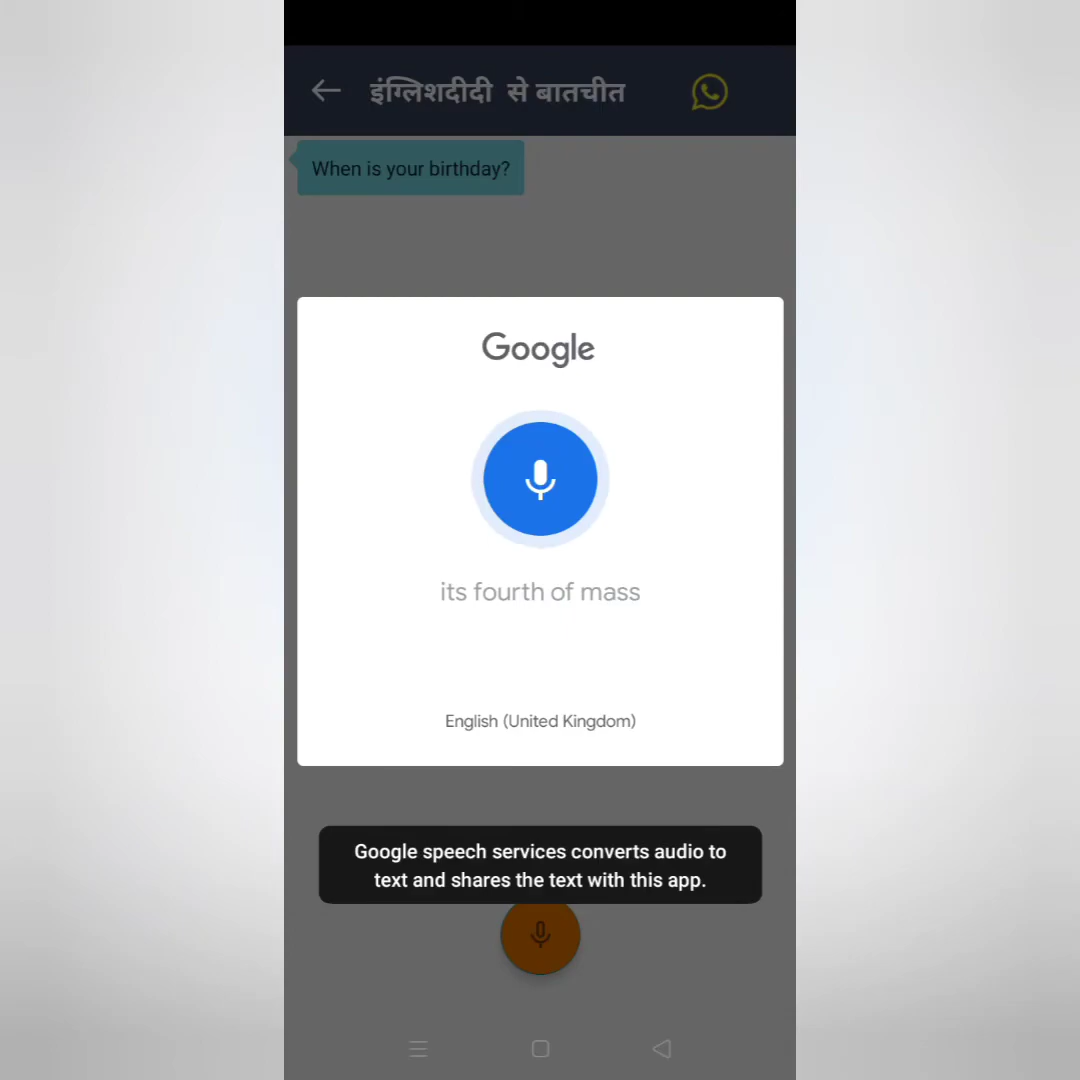 इंग्लिशदीदी से बातचीत
When is your birthday?
Google
its fourth of mass
English (United Kingdom)
Google speech services converts audio to
text and shares the text with this app.